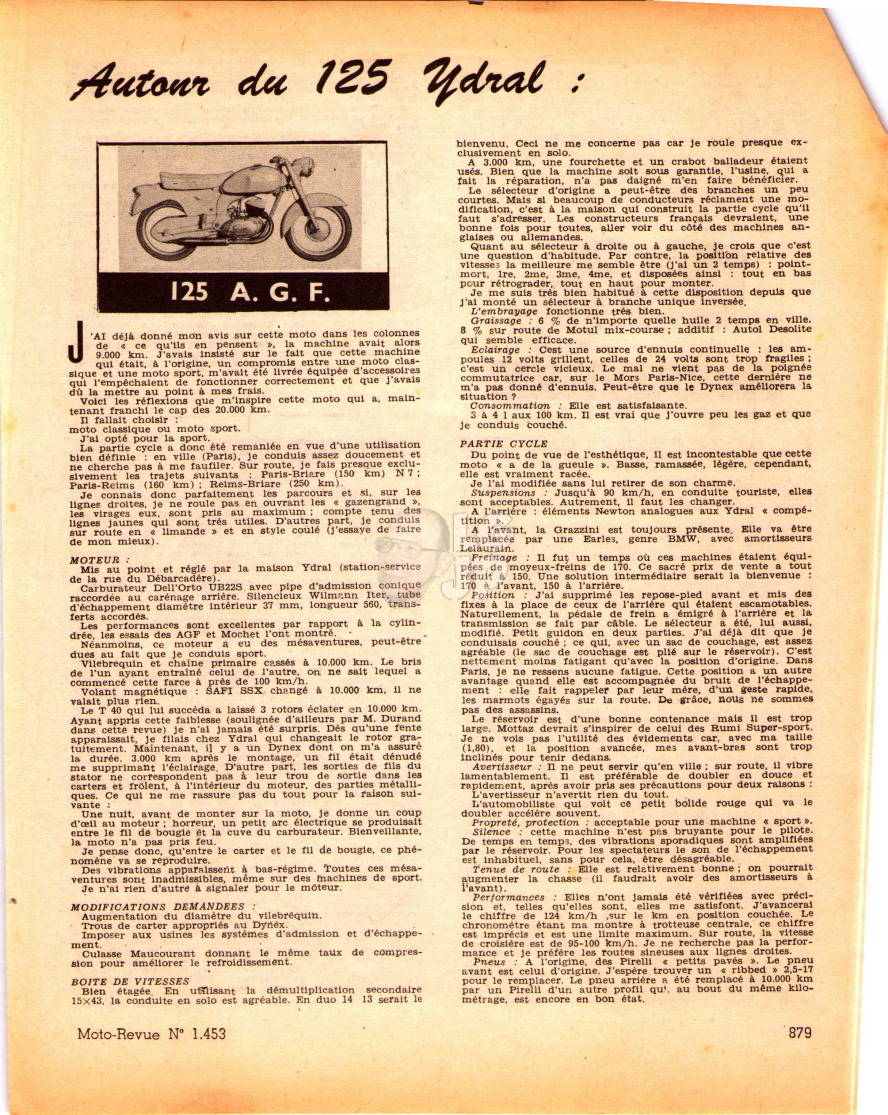 Autour du 125 Ydral :
125 A. G. F.
J'AI déjà donné mon avis sur cette moto dans les colonnes
de « ce qu'ils en pensent », la machine avait alors
9.000 km. J'avais insisté sur le fait que cette machine
qui était, à l'origine, un compromis entre une moto clas-
sique et une moto sport, m'avait été livrée équipée d'accessoires
qui l'empêchaient de fonctionner correctement et que j'avais
dû la mettre au point à mes frais.
Voici les réflexions que m'inspire cette moto qui a, main-
tenant franchi le cap des 20.000 km.
Il fallait choisir :
moto classique ou moto sport.
J'ai opté pour la sport.
La partie cycle a donc été remaniée en vue d'une utilisation
bien définie : en ville (Paris), je conduis assez doucement et
ne cherche pas à me faufiler. Sur route, je fais presque exclu-
sivement les trajets suivants : Paris-Briare (150 km) N 7 ;
Paris-Reims (160 km) ; Reims-Briare (250 km).
Je connais donc parfaitement les parcours et si, sur les
lignes droites, je ne roule pas en ouvrant les « gazengrand »,
les virages eux, sont pris au maximum ; compte tenu des
lignes jaunes qui sont très utiles. D'autres part, je conduis
sur route en « limande » et en style coulé (j'essaye de faire
de mon mieux).
MOTEUR :
Mis au point et réglé par la maison Ydral (station-service
de la rue du Débarcadère).
Carburateur Dell'Orto UB22S avec pipe d'admission conique
raccordée au carénage arrière. Silencieux Wilmann Iter, tube
d'échappement diamètre intérieur 37 mm, longueur 560, trans-
ferts accordés.
Les performances sont excellentes par rapport à la cylin-
drée, les essais des AGF et Mochet l'ont montré.
Néanmoins, ce moteur a eu des mésaventures, peut-être
dues au fait que je conduis sport.
Vilebrequin et chaîne primaire cassés à 10.000 km. Le bris
de l'un ayant entraîné celui de l'autre, on ne sait lequel a
commencé cette farce à près de 100 km/h.
Volant magnétique : SAFI SSX changé à 10.000 km, il ne
valait plus rien.
Le T 40 qui lui succéda a laissé 3 rotors éclater en 10.000 km.
Ayant appris cette faiblesse (soulignée d'ailleurs par M. Durand
dans cette revue) je n'ai jamais été surpris. Dès qu'une fente
apparaissait, je filais chez Ydral qui changeait le rotor gra-
tuitement. Maintenant, il y a un Dynex dont on m'a assuré
la durée. 3.000 km après le montage, un fil était dénudé
me supprimant l'éclairage. D'autre part, les sorties de fils du
stator ne correspondent pas à leur trou de sortie dans les
carters et frôlent, à l'intérieur du moteur, des parties métalli-
ques. Ce qui ne me rassure pas du tout pour la raison sui-
vante :
Une nuit, avant de monter sur la moto, je donne un coup
d'œil au moteur ; horreur, un petit arc électrique se produisait
entre le fil de bougie et la cuve du carburateur. Bienveillante,
la moto n'a pas pris feu.
Je pense donc, qu'entre le carter et le fil de bougie, ce phé-
nomène va se reproduire.
Des vibrations apparaissent à bas-régime. Toutes ces mésa-
ventures sont inadmissibles, même sur des machines de sport.
Je n'ai rien d'autre à signaler pour le moteur.
MODIFICATIONS DEMANDEES :
Augmentation du diamètre du vilebrequin.
Trous de carter appropriés au Dynex.
Imposer aux usines les systèmes d'admission et d'échappe-
ment.
Culasse Maucourant donnant le même taux de compres-
sion pour améliorer le refroidissement.
BOITE DE VITESSES
Bien étagée. En utilisant la démultiplication secondaire
15×43, la conduite en solo est agréable. En duo 14 13 serait le
bienvenu. Ceci ne me concerne pas car je roule presque ex-
clusivement en solo.
A 3.000 km, une fourchette et un crabot balladeur étaient
usés. Bien que la machine soit sous garantie, l'usine, qui a
fait la réparation, n'a pas daigné m'en faire bénéficier.
Le sélecteur d'origine a peut-être des branches un peu
courtes. Mais si beaucoup de conducteurs réclament une mo-
dification, c'est à la maison qui construit la partie cycle qu'il
faut s'adresser. Les constructeurs français devraient, une
bonne fois pour toutes, aller voir du côté des machines an-
glaises ou allemandes.
Quant au sélecteur à droite ou à gauche, je crois que c'est
une question d'habitude. Par contre, la position relative des
vitesses la meilleure me semble être (j'ai un 2 temps) : point-
mort, 1re, 2me, 3me, 4me, et disposées ainsi : tout en bas
pour rétrograder, tout en haut pour monter.
Je me suis très bien habitué à cette disposition depuis que
j'ai monté un sélecteur à branche unique inversée.
L'embrayage fonctionne très bien.
Graissage : 6 % de n'importe quelle huile 2 temps en ville.
8 % sur route de Motul mix-course ; additif : Autol Desolite
qui semble efficace.
Eclairage : C'est une source d'ennuis continuelle : les am-
poules 12 volts grillent, celles de 24 volts sont trop fragiles ;
c'est un cercle vicieux. Le mal ne vient pas de la poignée
commutatrice car, sur le Mors Paris-Nice, cette dernière ne
m'a pas donné d'ennuis. Peut-être que le Dynex améliorera la
situation ?
Consommation : Elle est satisfaisante.
3 à 4 l aux 100 km. Il est vrai que j'ouvre peu les gaz et que
je conduis couché.
PARTIE CYCLE
Du point de vue de l'esthétique, il est incontestable que cette
moto « a de la gueule ». Basse, ramassée, légère, cependant,
elle est vraiment racée.
Je l'ai modifiée sans lui retirer de son charme.
Suspensions : Jusqu'à 90 km/h, en conduite touriste, elles
sont acceptables. Autrement, il faut les changer.
A l'arrière : éléments Newton analogues aux Ydral « compé-
tition ».
A l'avant, la Grazzini est toujours présente. Elle va être
remplacée par une Earles, genre BMW, avec amortisseurs
Lelaurain.
Freinage : Il fut un temps où ces machines étaient équi-
pées de moyeux-freins de 170. Ce sacré prix de vente a tout
réduit à 150. Une solution intermédiaire serait la bienvenue :
170 à l'avant, 150 à l'arrière.
Position : J'ai supprimé les repose-pied avant et mis des
fixes à la place de ceux de l'arrière qui étaient escamotables.
Naturellement, la pédale de frein a émigré à l'arrière et la
transmission se fait par câble. Le sélecteur a été, lui aussi,
modifié. Petit guidon en deux parties. J'ai déjà dit que je
conduisais couché ; ce qui, avec un sac de couchage, est assez
agréable (le sac de couchage est plié sur le réservoir). C'est
nettement moins fatigant qu'avec la position d'origine. Dans
Paris, je ne ressens aucune fatigue. Cette position a un autre
avantage quand elle est accompagnée du bruit de l'échappe-
ment : elle fait rappeler par leur mère, d'un geste rapide,
les marmots égayés sur la route. De grâce, nous ne sommes
pas des assassins.
Le réservoir est d'une bonne contenance mais il est trop
large. Mottaz devrait s'inspirer de celui des Rumi Super-sport.
Je ne vois pas l'utilité des évidements car, avec ma taille
(1,80), et la position avancée, mes avant-bras sont trop
inclinés pour tenir dedans.
Avertisseur : Il ne peut servir qu'en ville ; sur route, il vibre
lamentablement. Il est préférable de doubler en douce et
rapidement, après avoir pris ses précautions pour deux raisons :
L'avertisseur n'avertit rien du tout.
L'automobiliste qui voit ce petit bolide rouge qui va le
doubler accélère souvent.
Propreté, protection : acceptable pour une machine « sport ».
Silence : cette machine n'est pas bruyante pour le pilote.
De temps en temps, des vibrations sporadiques sont amplifiées
par le réservoir. Pour les spectateurs le son de l'échappement
est inhabituel, sans pour cela, être désagréable.
Tenue de route : Elle est relstivement bonne ; on pourrait
augmenter la chasse (il faudrait avoir des amortisseurs à
l'avant).
Performances : Elles n'ont jamais été vérifiées avec préci-
sion et, telles qu'elles sont, elles me satisfont. J'avancerai
le chiffre de 124 km/h ,sur le km en position couchée. Le
chronomètre étant ma montre à trotteuse centrale, ce chiffre
est imprécis et est une limite maximum. Sur route, la vitesse
de croisière est de 95-100 km/h. Je ne recherche pas la perfor-
mance et je préfère les routes sineuses aux lignes droites.
Pneus : A l'origine, des Pirelli « petits pavés ». Le pneu
avant est celui d'origine. J'espère trouver un « ribbed » 2,5-17
pour le remplacer. Le pneu arrière a été remplacé à 10.000 km
par un Pirelli d'un autre profil qui, au bout du même kilo-
métrage, est encore en bon état.
Moto-Revue N° 1.453
879